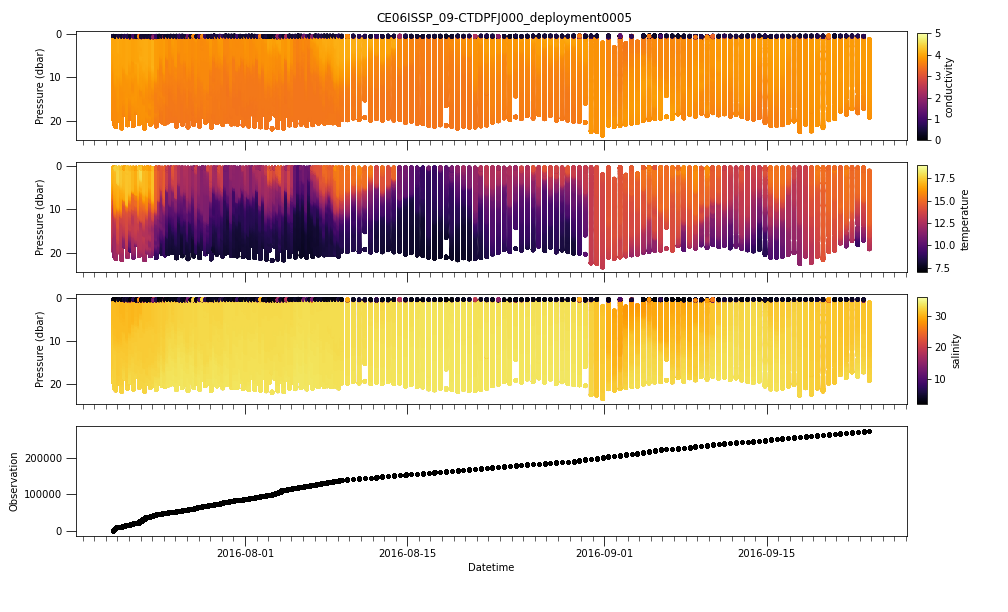 CE06ISSP_09-CTDPFJ000_deployment0005
0
10
20
Pressure (dbar)
5
4
3
2
1
0
conductivity
0
10
20
Pressure (dbar)
17.5
15.0
12.5
10.0
7.5
temperature
0
10
20
Pressure (dbar)
30
20
10
salinity
200000
100000
0
Observation
2016-08-01 2016-08-15 2016-09-01 2016-09-15
Datetime